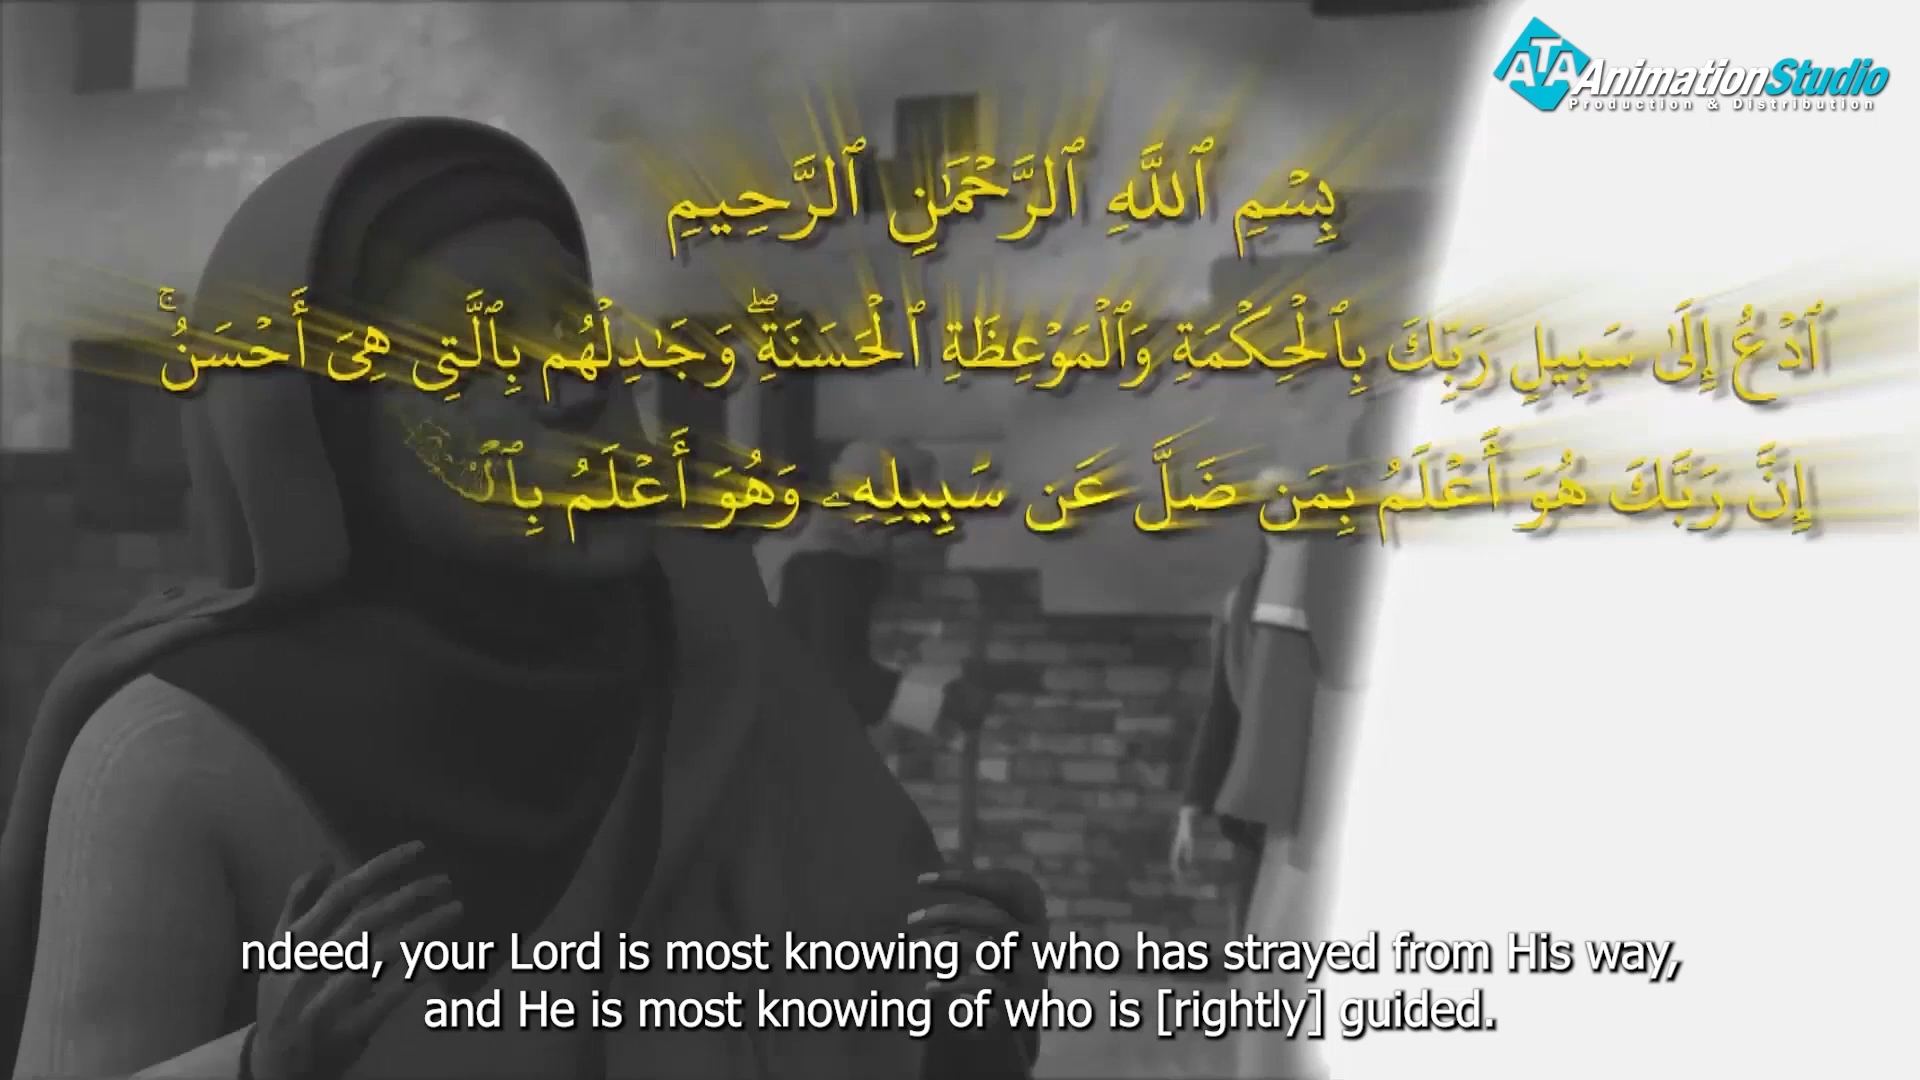 ATA AnimationStudio
Production & Distribution
بِسْمِ ٱللَّهِ ٱلرَّحْمَٰنِ ٱلرَّحِيمِ
ٱدْعُ إِلَىٰ سَبِيلِ رَبِّكَ بِٱلْحِكْمَةِ وَٱلْمَوْعِظَةِ ٱلْحَسَنَةِ ۖ وَجَٰدِلْهُم بِٱلَّتِى هِىَ أَحْسَنُ ۚ
إِنَّ رَبَّكَ هُوَ أَعْلَمُ بِمَن ضَلَّ عَن سَبِيلِهِۦ وَهُوَ أَعْلَمُ
ndeed, your Lord is most knowing of who has strayed from His way,
and He is most knowing of who is [rightly] guided.